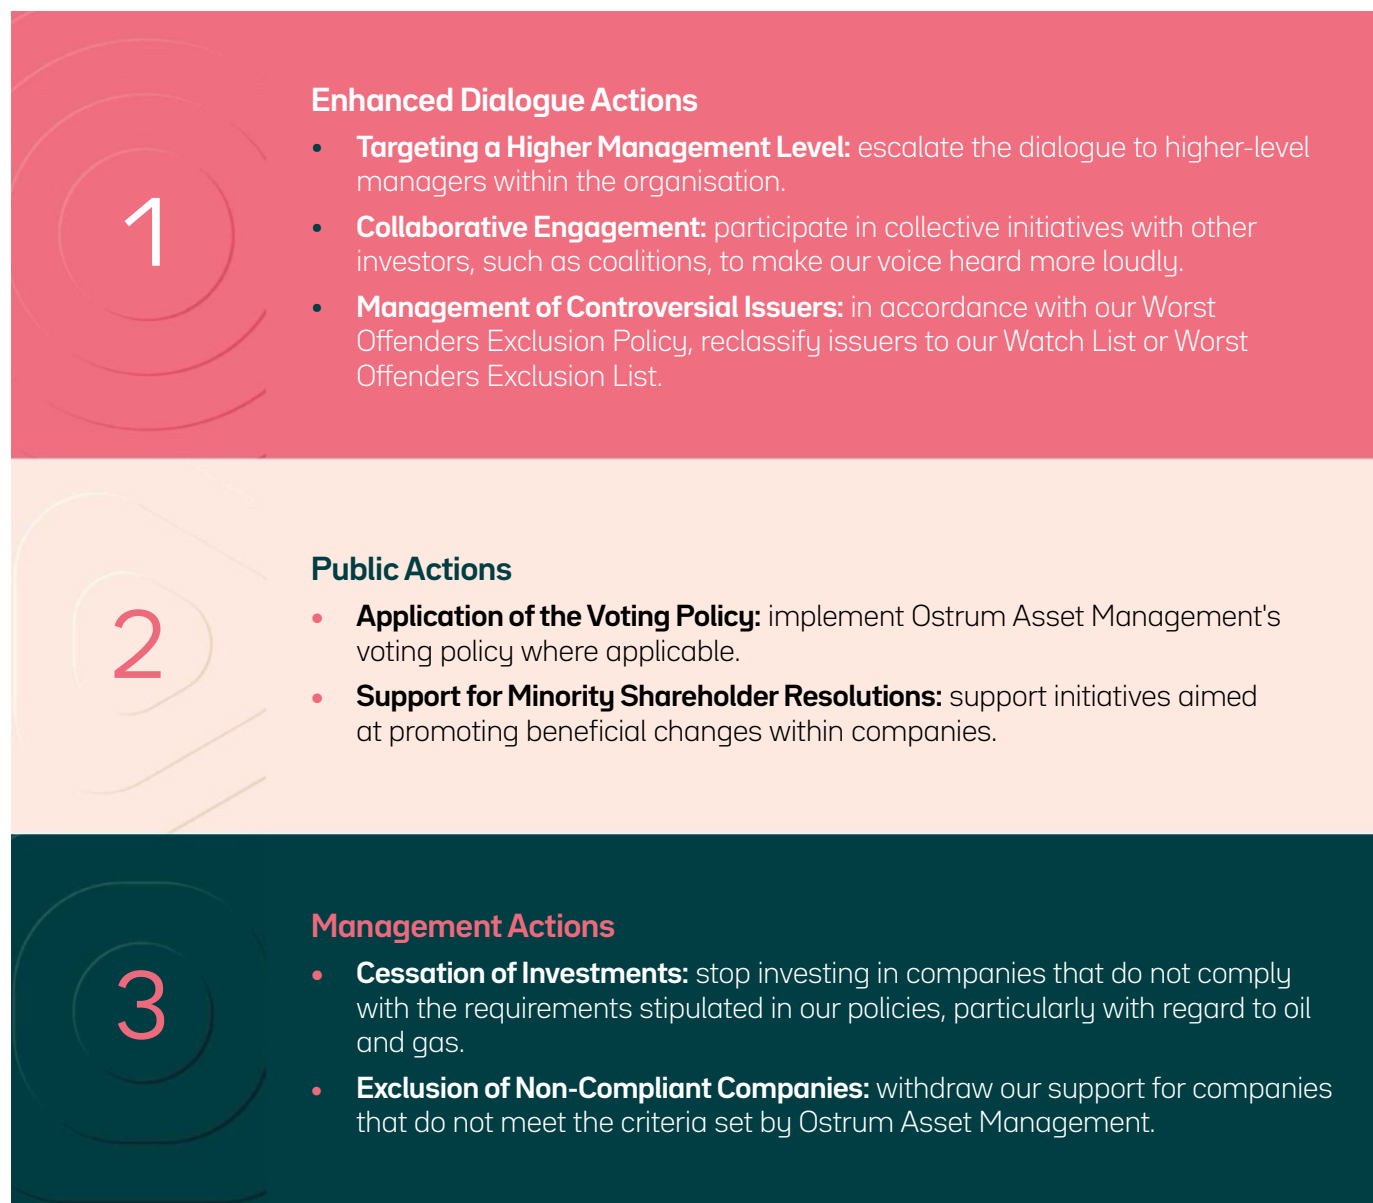 1
Enhanced Dialogue Actions
• Targeting a Higher Management Level: escalate the dialogue to higher-level
managers within the organisation.
• Collaborative Engagement: participate in collective initiatives with other
investors, such as coalitions, to make our voice heard more loudly.
• Management of Controversial Issuers: in accordance with our Worst
Offenders Exclusion Policy, reclassify issuers to our Watch List or Worst
Offenders Exclusion List.
2
Public Actions
• Application of the Voting Policy: implement Ostrum Asset Management's
voting policy where applicable.
• Support for Minority Shareholder Resolutions: support initiatives aimed
at promoting beneficial changes within companies.
3
Management Actions
• Cessation of Investments: stop investing in companies that do not comply
with the requirements stipulated in our policies, particularly with regard to oil
and gas.
• Exclusion of Non-Compliant Companies: withdraw our support for companies
that do not meet the criteria set by Ostrum Asset Management.